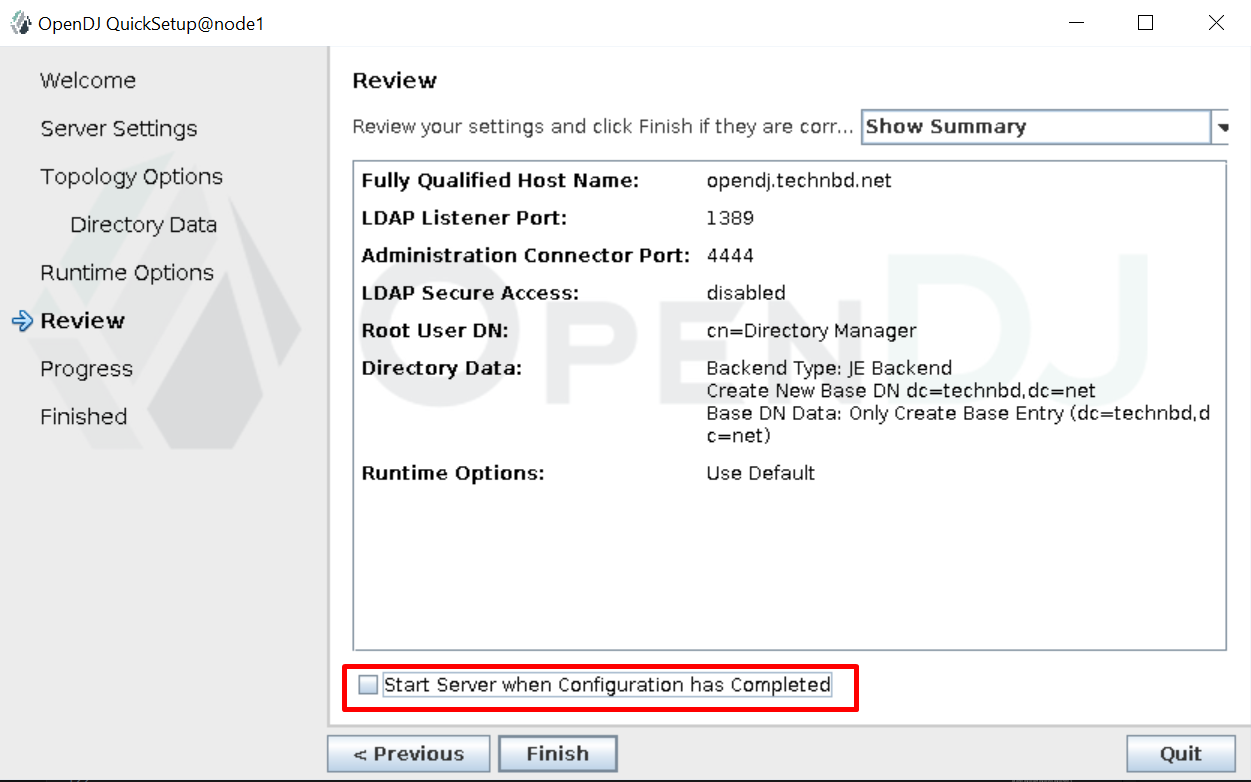 OpenDJ QuickSetup@node1
Welcome
Server Settings
Topology Options
Directory Data
Runtime Options
Review
Progress
Finished
Review
Review your settings and click Finish if they are corr... Show Summary
Fully Qualified Host Name: opendj.technbd.net
LDAP Listener Port: 1389
Administration Connector Port: 4444
LDAP Secure Access: disabled
Root User DN: cn=Directory Manager
Directory Data: Backend Type: JE Backend
Create New Base DN dc=technbd,dc=net
Base DN Data: Only Create Base Entry (dc=technbd,d
c=net)
Runtime Options: Use Default
OPENDJ
Start Server when Configuration has Completed
< Previous Finish Quit